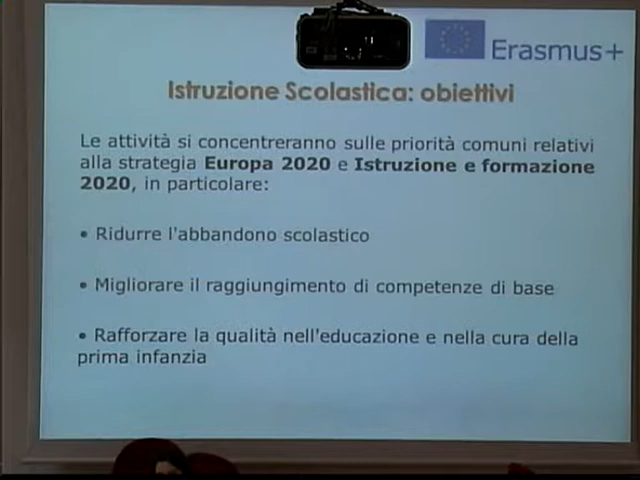 Erasmus+
Istruzione Scolastica: obiettivi
Le attività si concentreranno sulle priorità comuni relativi
alla strategia Europa 2020 e Istruzione e formazione
2020, in particolare:
• Ridurre l'abbandono scolastico
• Migliorare il raggiungimento di competenze di base
• Rafforzare la qualità nell'educazione e nella cura della
prima infanzia